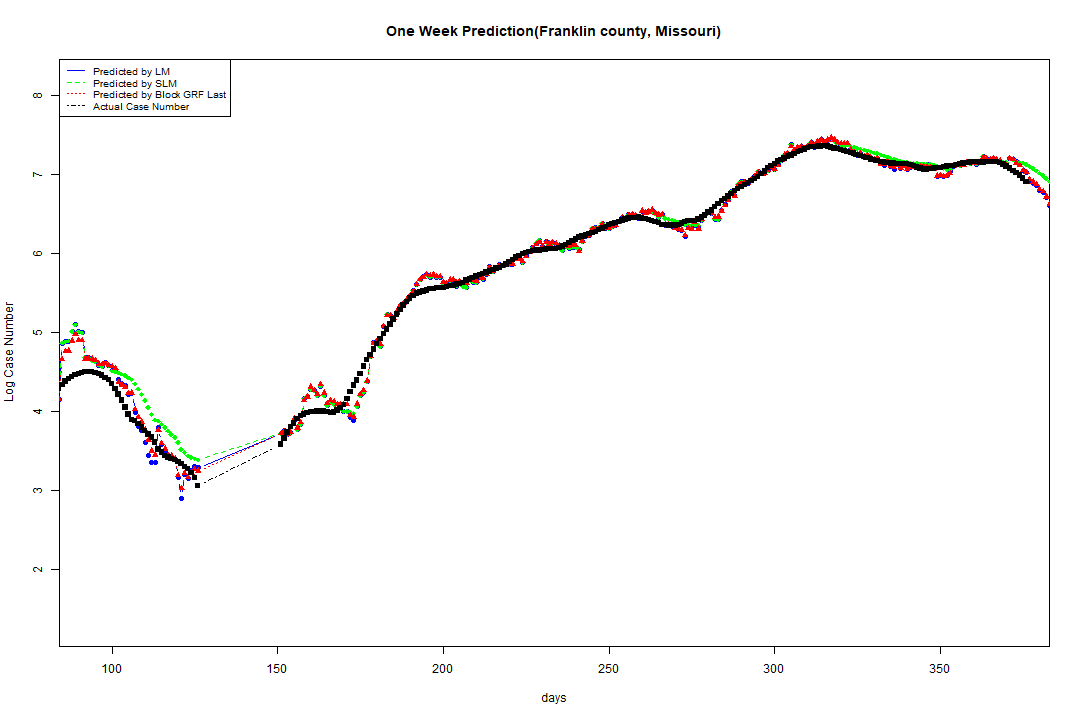 One Week Prediction(Franklin county, Missouri)
Predicted by LM
Predicted by SLM
Predicted by Block GRF Last
Actual Case Number
Log Case Number
8
7
6
5
4
3
2
100 150 200 250 300 350
days